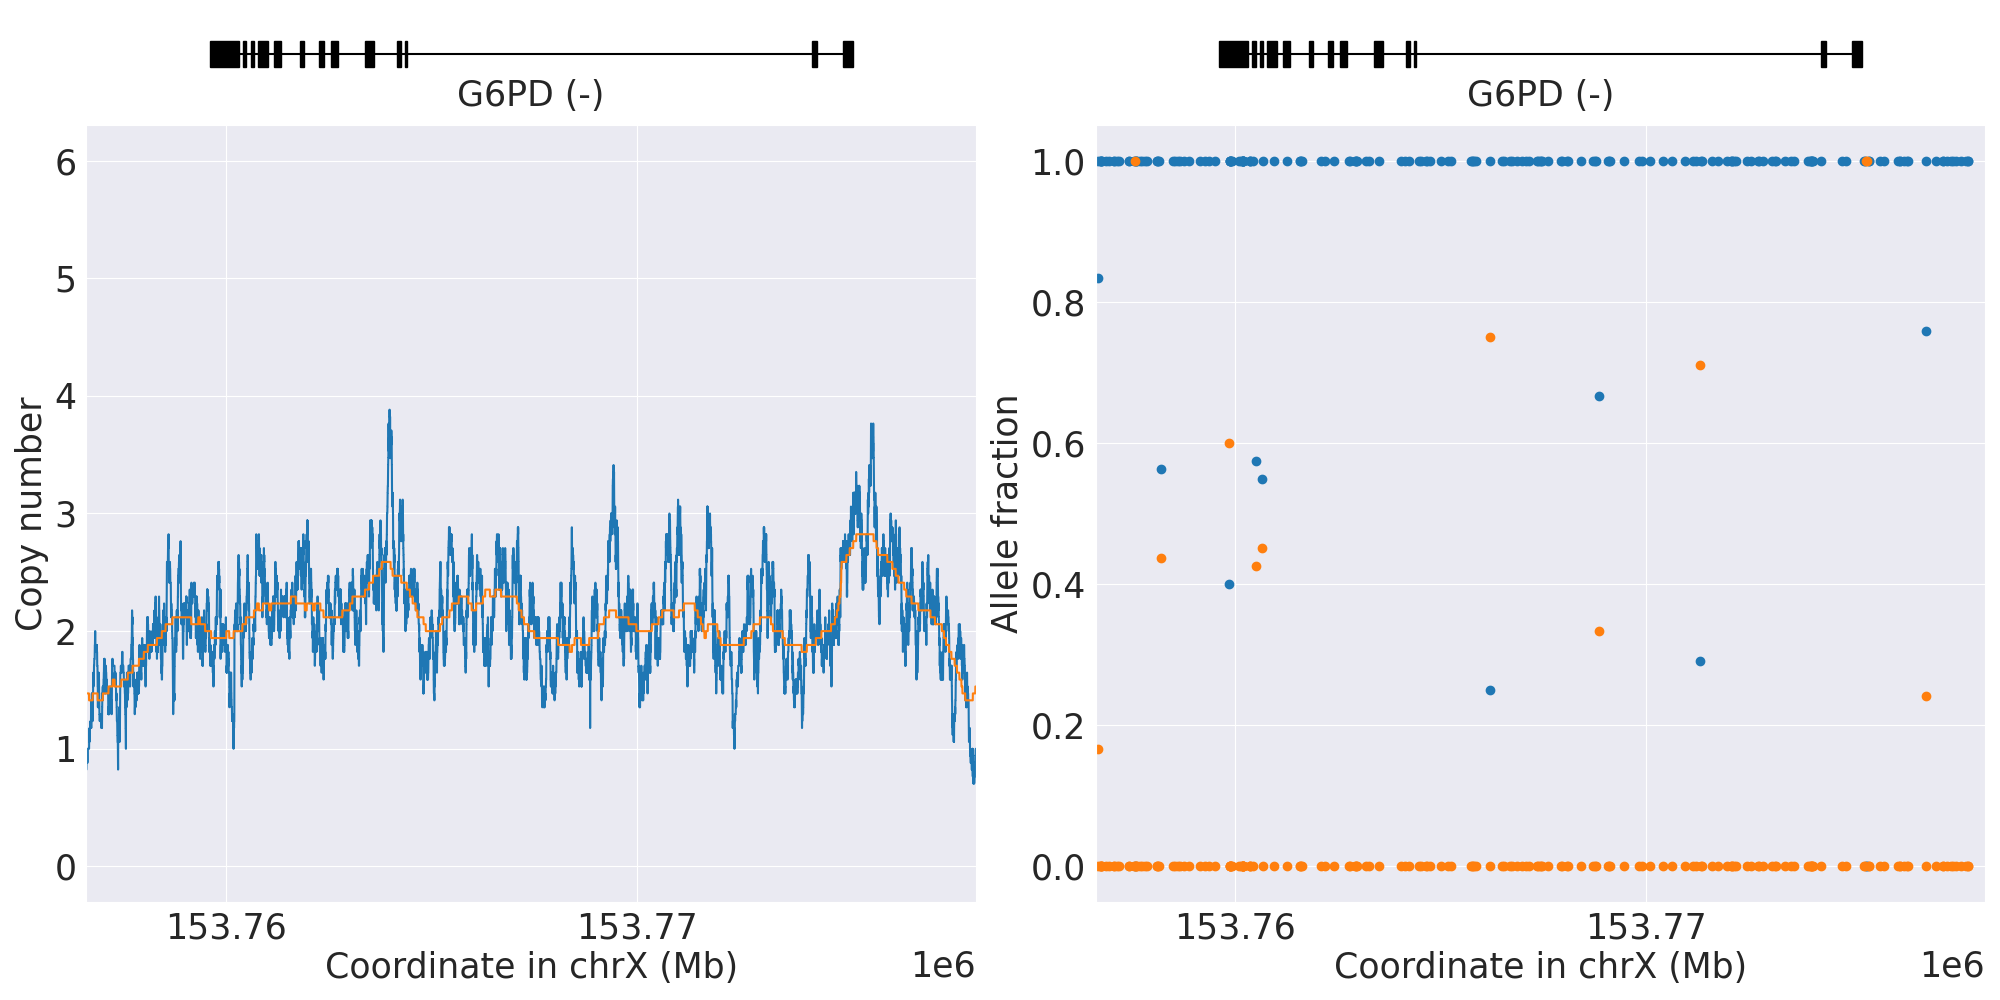 G6PD (-)
6
5
4
3
2
1
0
Copy number
153.76
153.77
Coordinate in chrX (Mb)
1e6
G6PD (-)
1.0
0.8
0.6
0.4
0.2
0.0
Allele fraction
153.76
153.77
Coordinate in chrX (Mb)
1e6